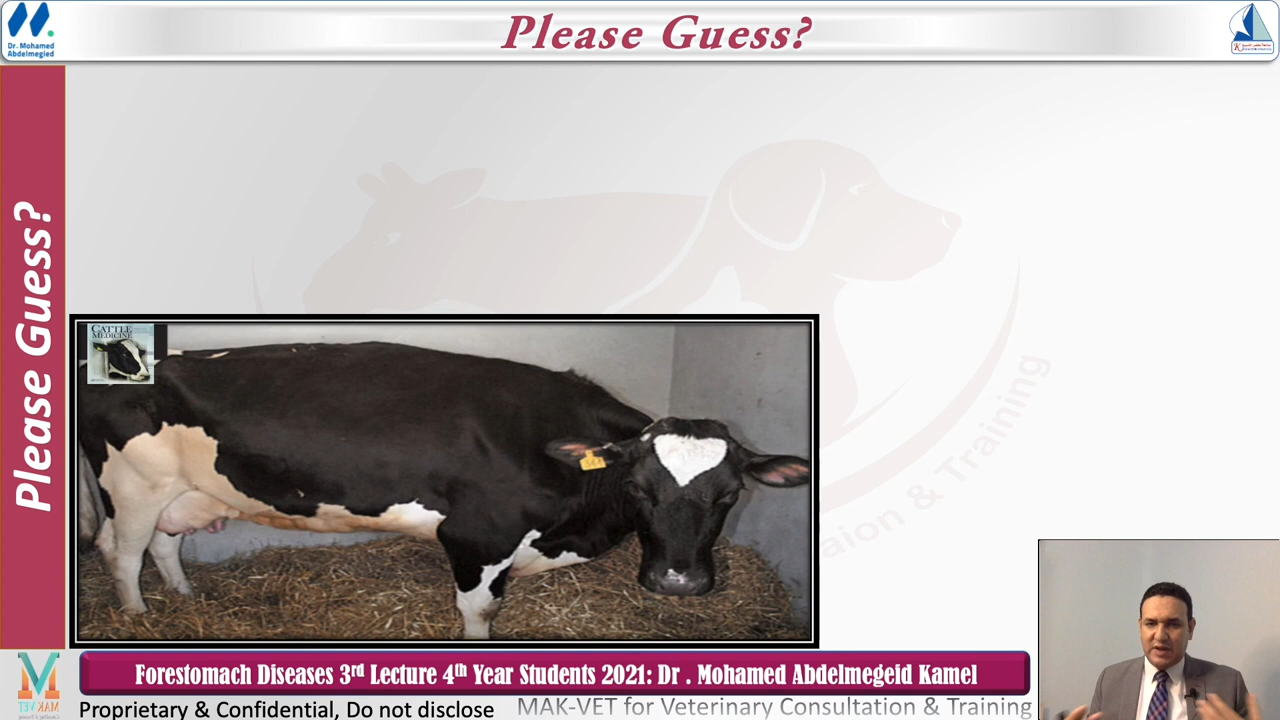 Please Guess?
Dr. Mohamed
Abdelmegied
Please Guess?
CATTLE
MEDICINE
& Training
Forestomach Diseases 3rd Lecture 4th Year Students 2021: Dr . Mohamed Abdelmegeid Kamel
MAK-VET
Proprietary & Confidential, Do not disclose
MAK-VET for Veterinary Consultation & Training